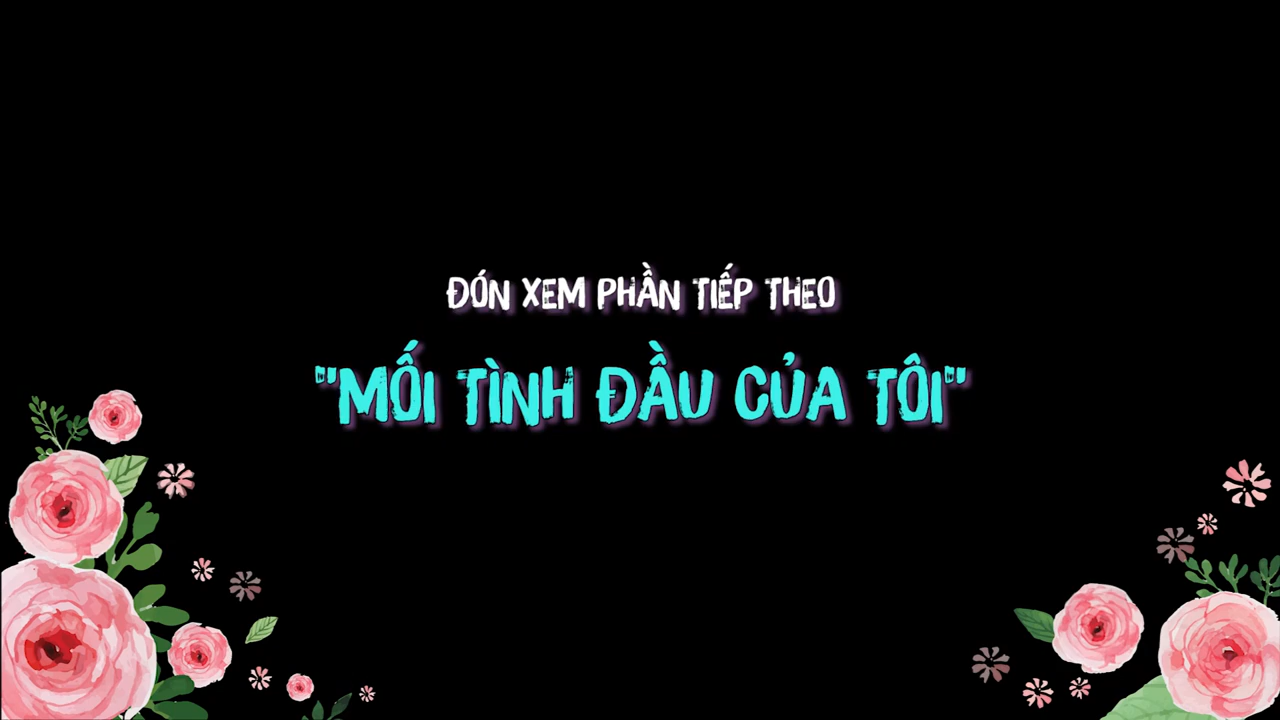 ĐÓN XEM PHẦN TIẾP THEO
"MỐI TÌNH ĐẦU CỦA TÔI"